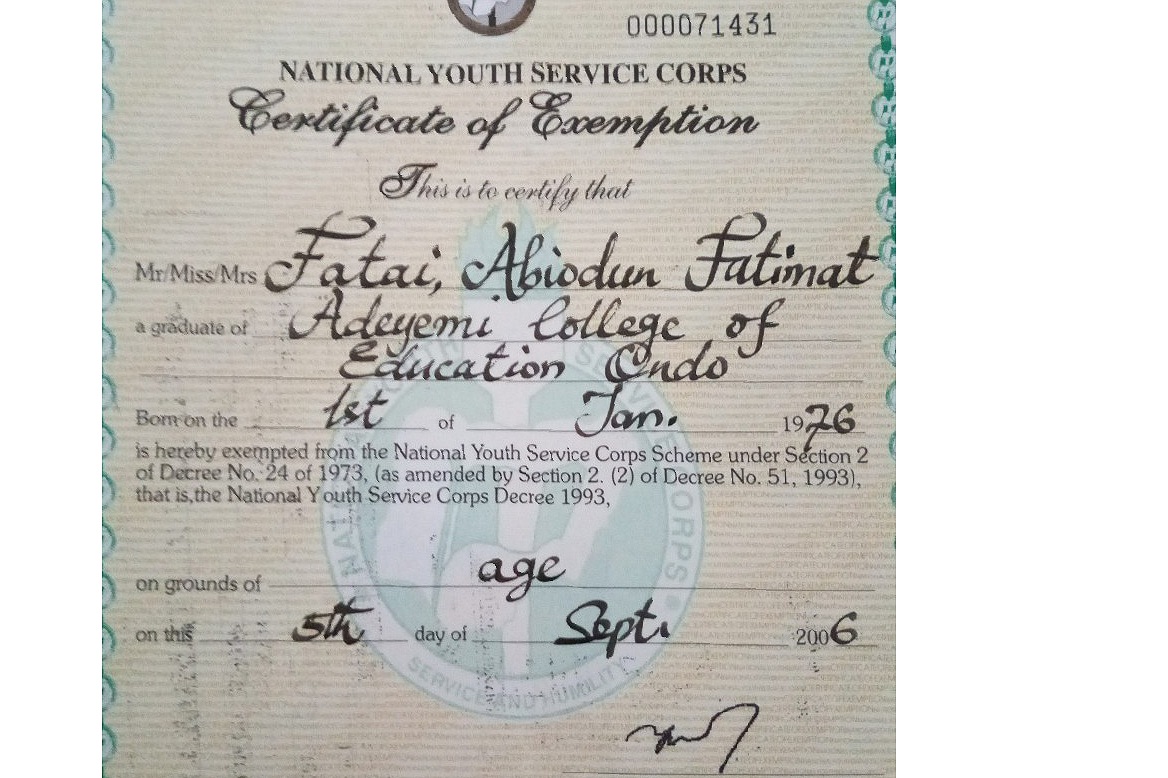 000071431
NATIONAL YOUTH SERVICE CORPS
Certificate of Exemption
This is to certify that
Mr/Miss/Mrs Fatai, Abiodun Fatimat
a graduate of Adeyemi College of
Education Ondo
Born on the 1st of Jan. 1976
is hereby exempted from the National Youth Service Corps Scheme under Section 2
of Decree No. 24 of 1973, (as amended by Section 2. (2) of Decree No. 51, 1993),
that is, the National Youth Service Corps Decree 1993,
on grounds of age
on this 5th day of Sept. 2006
SERVICE AND HUMILITY